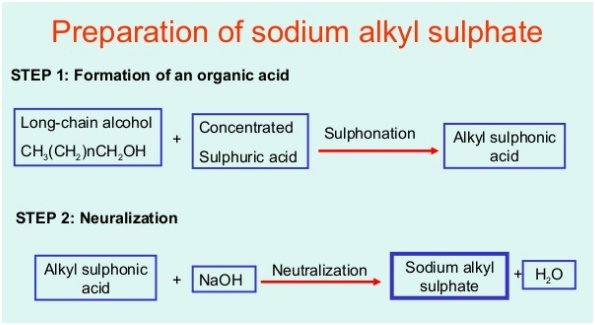 Preparation of sodium alkyl sulphate
STEP 1: Formation of an organic acid
Long-chain alcohol
CH₃(CH₂)nCH₂OH
+
Concentrated
Sulphuric acid
Sulphonation
Alkyl sulphonic
acid
STEP 2: Neuralization
Alkyl sulphonic
acid
+
NaOH
Neutralization
Sodium alkyl
sulphate
+
H₂O